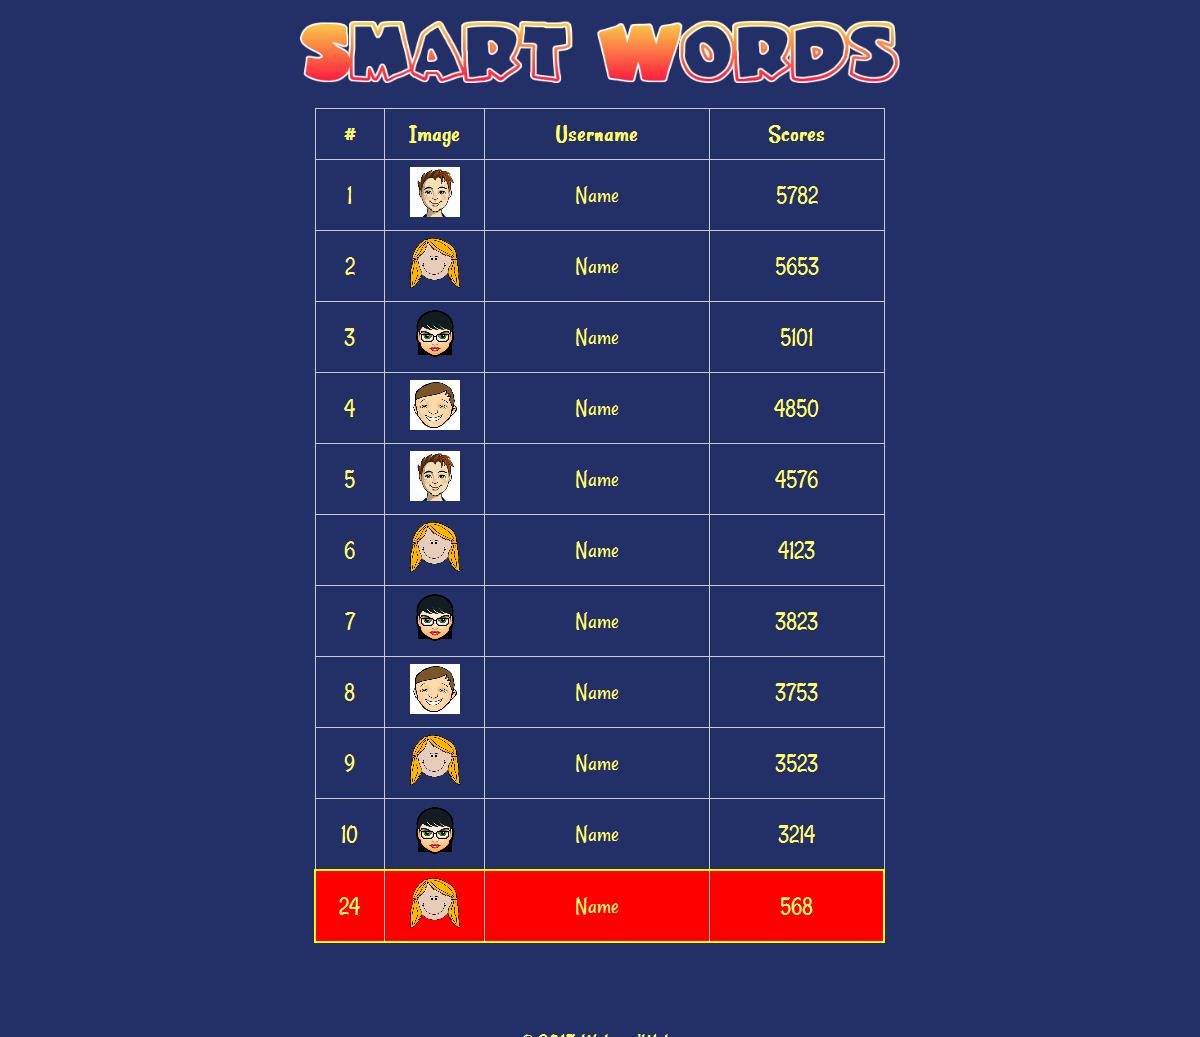 SMART WORDS
# Image Username Scores
1 Name 5782
2 Name 5653
3 Name 5101
4 Name 4850
5 Name 4576
6 Name 4123
7 Name 3823
8 Name 3753
9 Name 3523
10 Name 3214
24 Name 568